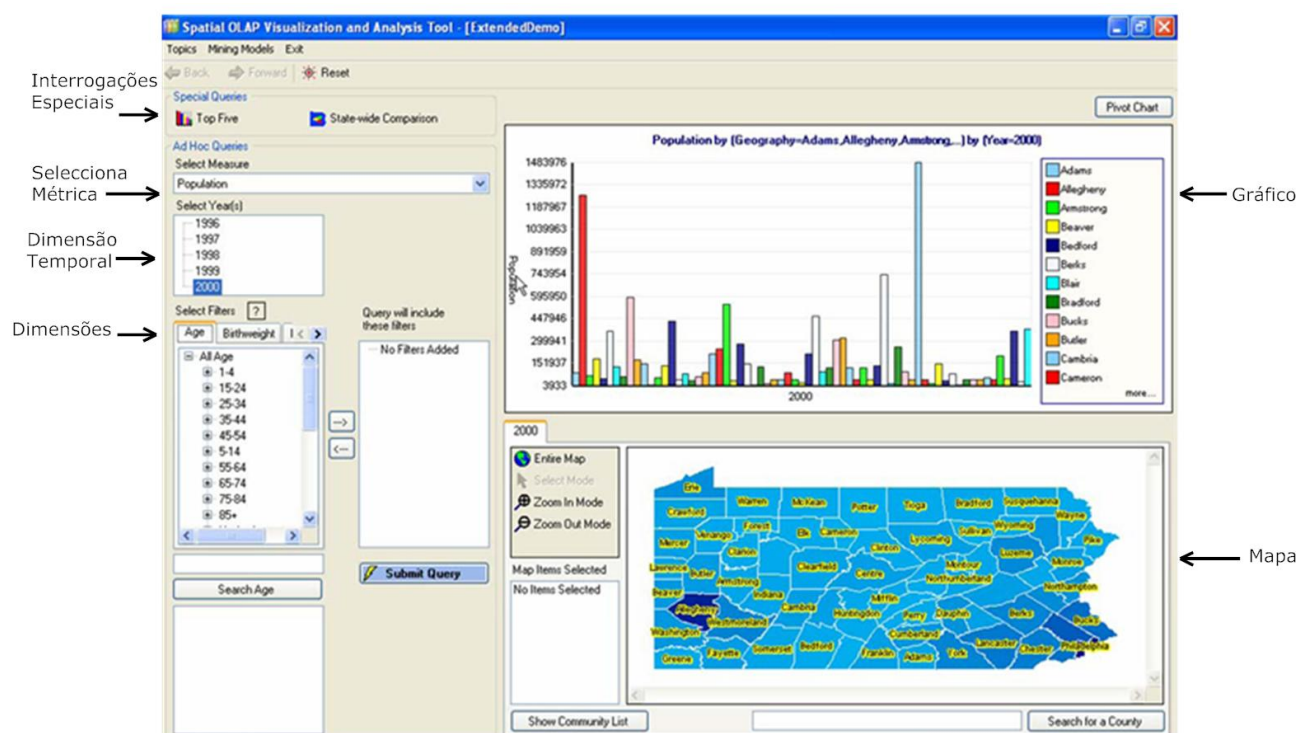 Spatial OLAP Visualization and Analysis Tool - [ExtendedDemo]
Topics Mining Models Exit
Back Forward Reset
Interrogações
Especiais
Special Queries
Top Five State-wide Comparison
Ad Hoc Queries
Selecciona
Métrica
Select Measure
Population
Dimensão
Temporal
Select Year(s)
1996
1997
1998
1999
2000
Dimensões
Select Filters ?
Age Birthweight
All Age
1-4
15-24
25-34
35-44
45-54
5-14
55-64
65-74
75-84
85+
Search Age
Query will include
these filters
No Filters Added
-->
<--
Submit Query
Pivot Chart
Gráfico
Population by (Geography=Adams,Allegheny,Armstrong,...) by (Year=2000)
Population
1483976
1335972
1187967
1039963
891959
743954
595950
447946
299941
151937
3933
2000
Adams
Allegheny
Armstrong
Beaver
Bedford
Berks
Blair
Bradford
Bucks
Butler
Cambria
Cameron
more...
Mapa
2000
Entire Map
Select Mode
Zoom In Mode
Zoom Out Mode
Map Items Selected
No Items Selected
Erie
Warren McKean Potter Tioga Bradford Susquehanna
Crawford Wayne
Forest Elk Cameron Wyoming
Mercer Venango Clinton Lycoming Sullivan Pike
Clarion Luzerne
Lawrence Butler Clearfield Centre Montour Monroe
Armstrong Northumberland
Beaver Indiana Mifflin Northampton
Allegheny Cambria Huntingdon Perry Dauphin Berks Bucks
Westmoreland
Washington Cumberland
Greene Fayette Somerset Bedford Franklin Adams York Lancaster Chester Philadelphia
Show Community List
Search for a County